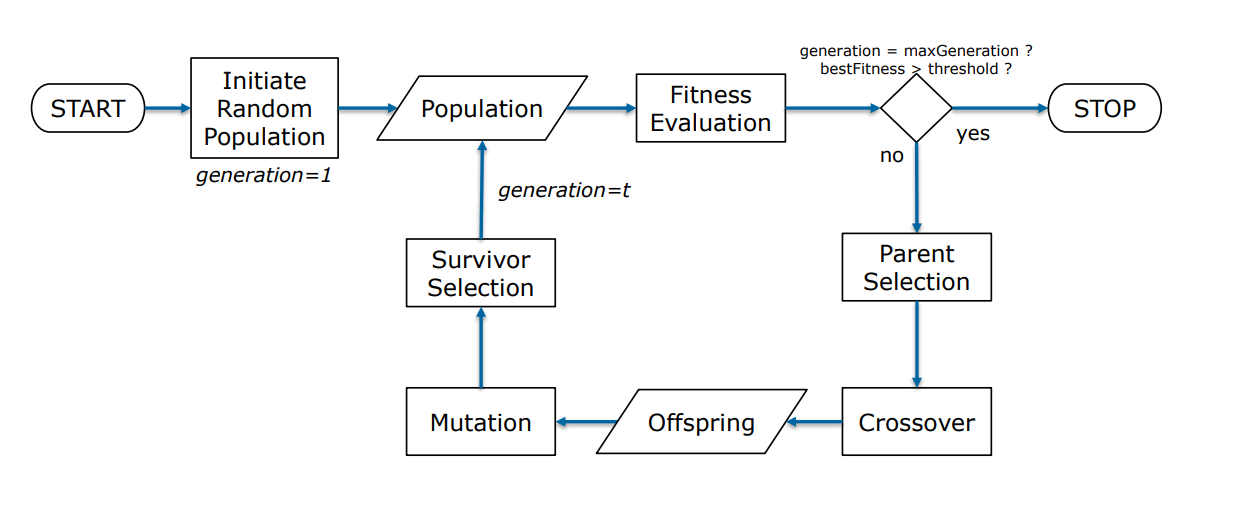 generation = maxGeneration ?
bestFitness > threshold ?
START
Initiate
Random
Population
Population
Fitness
Evaluation
STOP
yes
no
generation=1
generation=t
Survivor
Selection
Parent
Selection
Mutation
Offspring
Crossover